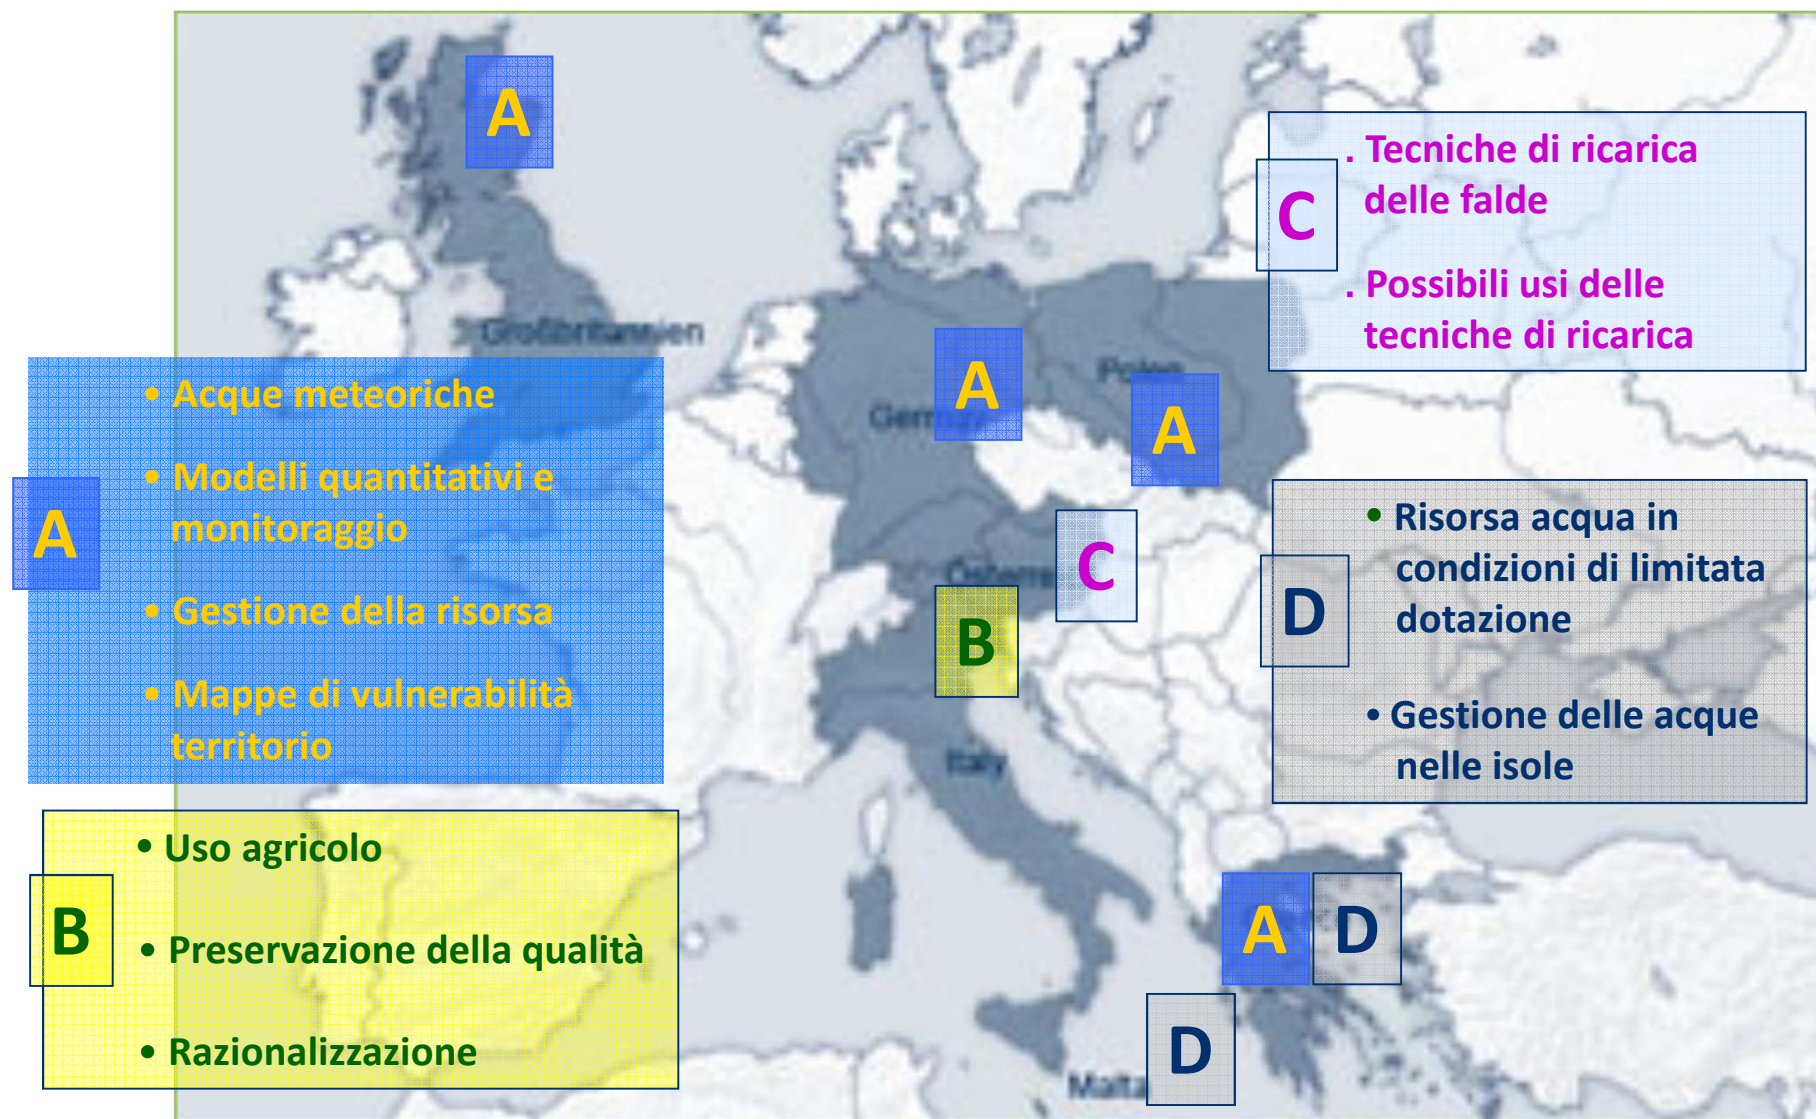 A
. Tecniche di ricarica
delle falde
C
. Possibili usi delle
tecniche di ricarica
Großbritannien
A
Polen
A
• Acque meteoriche
• Modelli quantitativi e
monitoraggio
A
• Gestione della risorsa
• Mappe di vulnerabilità
territorio
C
B
• Risorsa acqua in
condizioni di limitata
dotazione
D
• Gestione delle acque
nelle isole
Italy
• Uso agricolo
B
• Preservazione della qualità
• Razionalizzazione
A
D
D
Malta